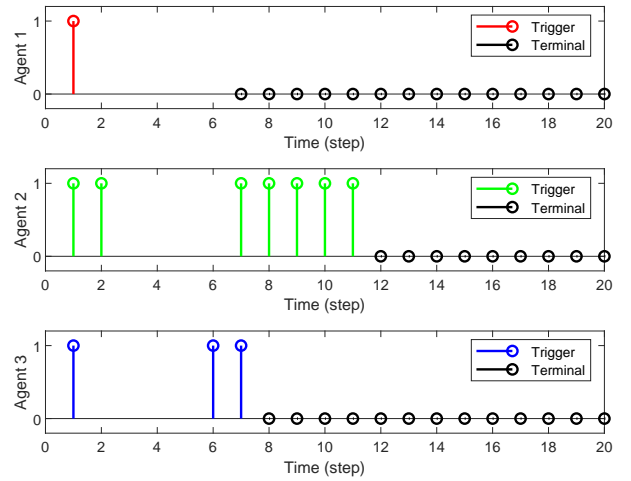 Agent 1
1
0
Trigger
Terminal
0 2 4 6 8 10 12 14 16 18 20
Time (step)
Agent 2
1
0
Trigger
Terminal
0 2 4 6 8 10 12 14 16 18 20
Time (step)
Agent 3
1
0
Trigger
Terminal
0 2 4 6 8 10 12 14 16 18 20
Time (step)